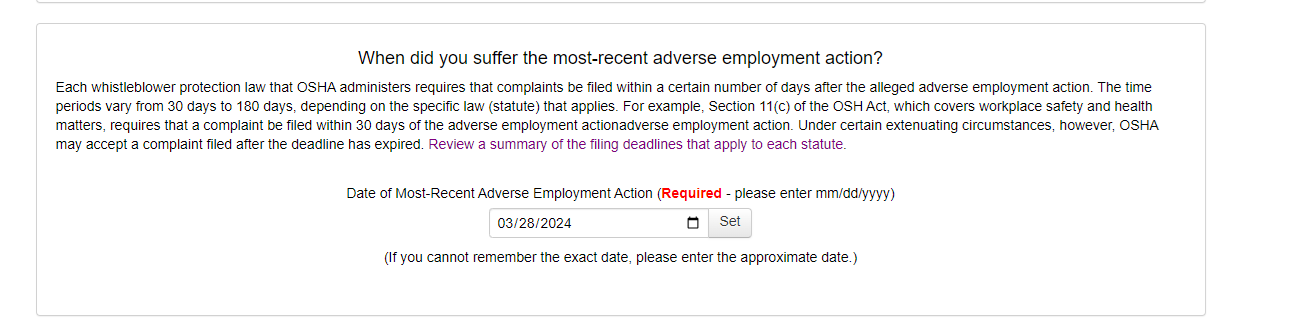 When did you suffer the most-recent adverse employment action?
Each whistleblower protection law that OSHA administers requires that complaints be filed within a certain number of days after the alleged adverse employment action. The time
periods vary from 30 days to 180 days, depending on the specific law (statute) that applies. For example, Section 11(c) of the OSH Act, which covers workplace safety and health
matters, requires that a complaint be filed within 30 days of the adverse employment actionadverse employment action. Under certain extenuating circumstances, however, OSHA
may accept a complaint filed after the deadline has expired. Review a summary of the filing deadlines that apply to each statute.
Date of Most-Recent Adverse Employment Action (Required - please enter mm/dd/yyyy)
03/28/2024 Set
(If you cannot remember the exact date, please enter the approximate date.)